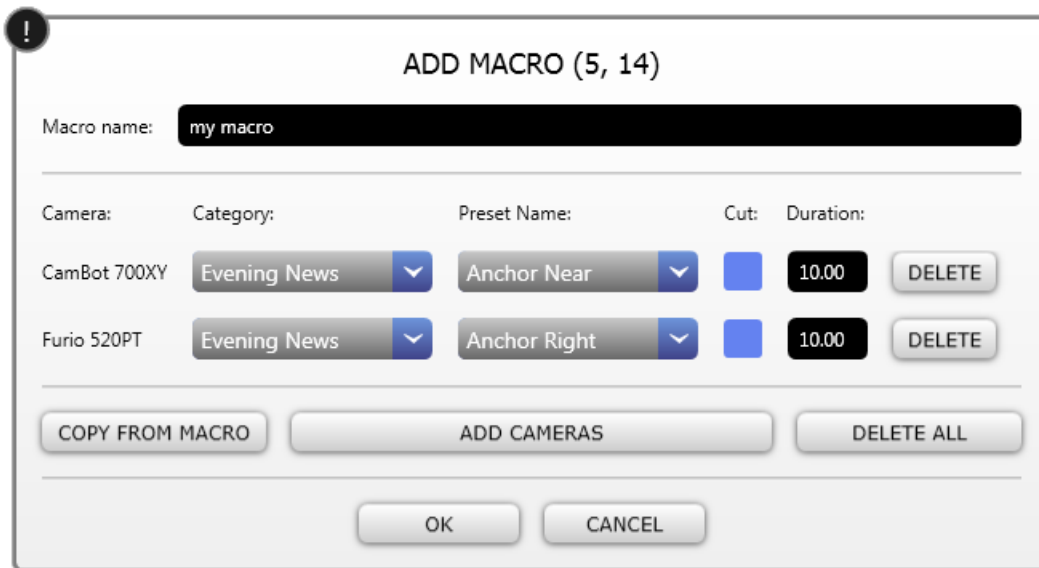 !
ADD MACRO (5, 14)
Macro name: my macro
Camera: Category: Preset Name: Cut: Duration:
CamBot 700XY Evening News Anchor Near 10.00 DELETE
Furio 520PT Evening News Anchor Right 10.00 DELETE
COPY FROM MACRO ADD CAMERAS DELETE ALL
OK CANCEL